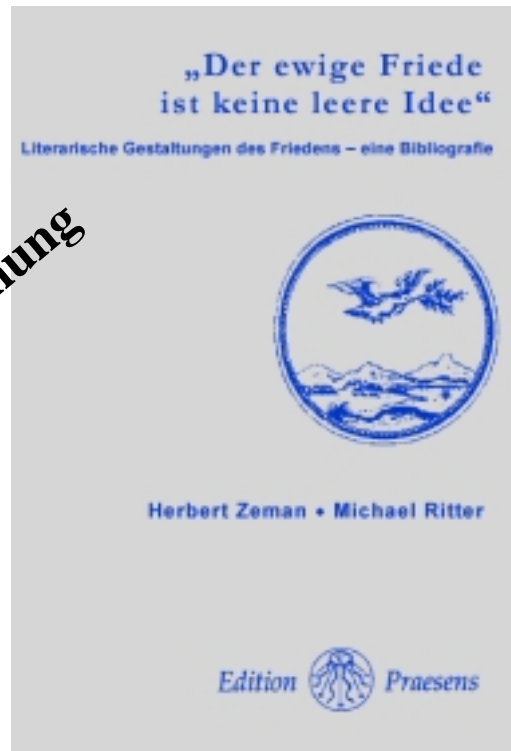 „Der ewige Friede
ist keine leere Idee“
Literarische Gestaltungen des Friedens – eine Bibliografie
Herbert Zeman • Michael Ritter
Edition Praesens